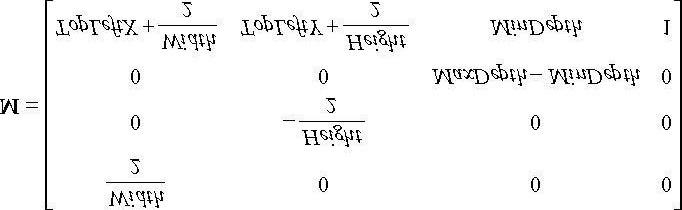 Width/2 0 0 0
0 -Height/2 0 0
M = 0 0 MaxDepth − MinDepth 0
TopLeftX + Width/2 TopLeftY + Height/2 MinDepth 1